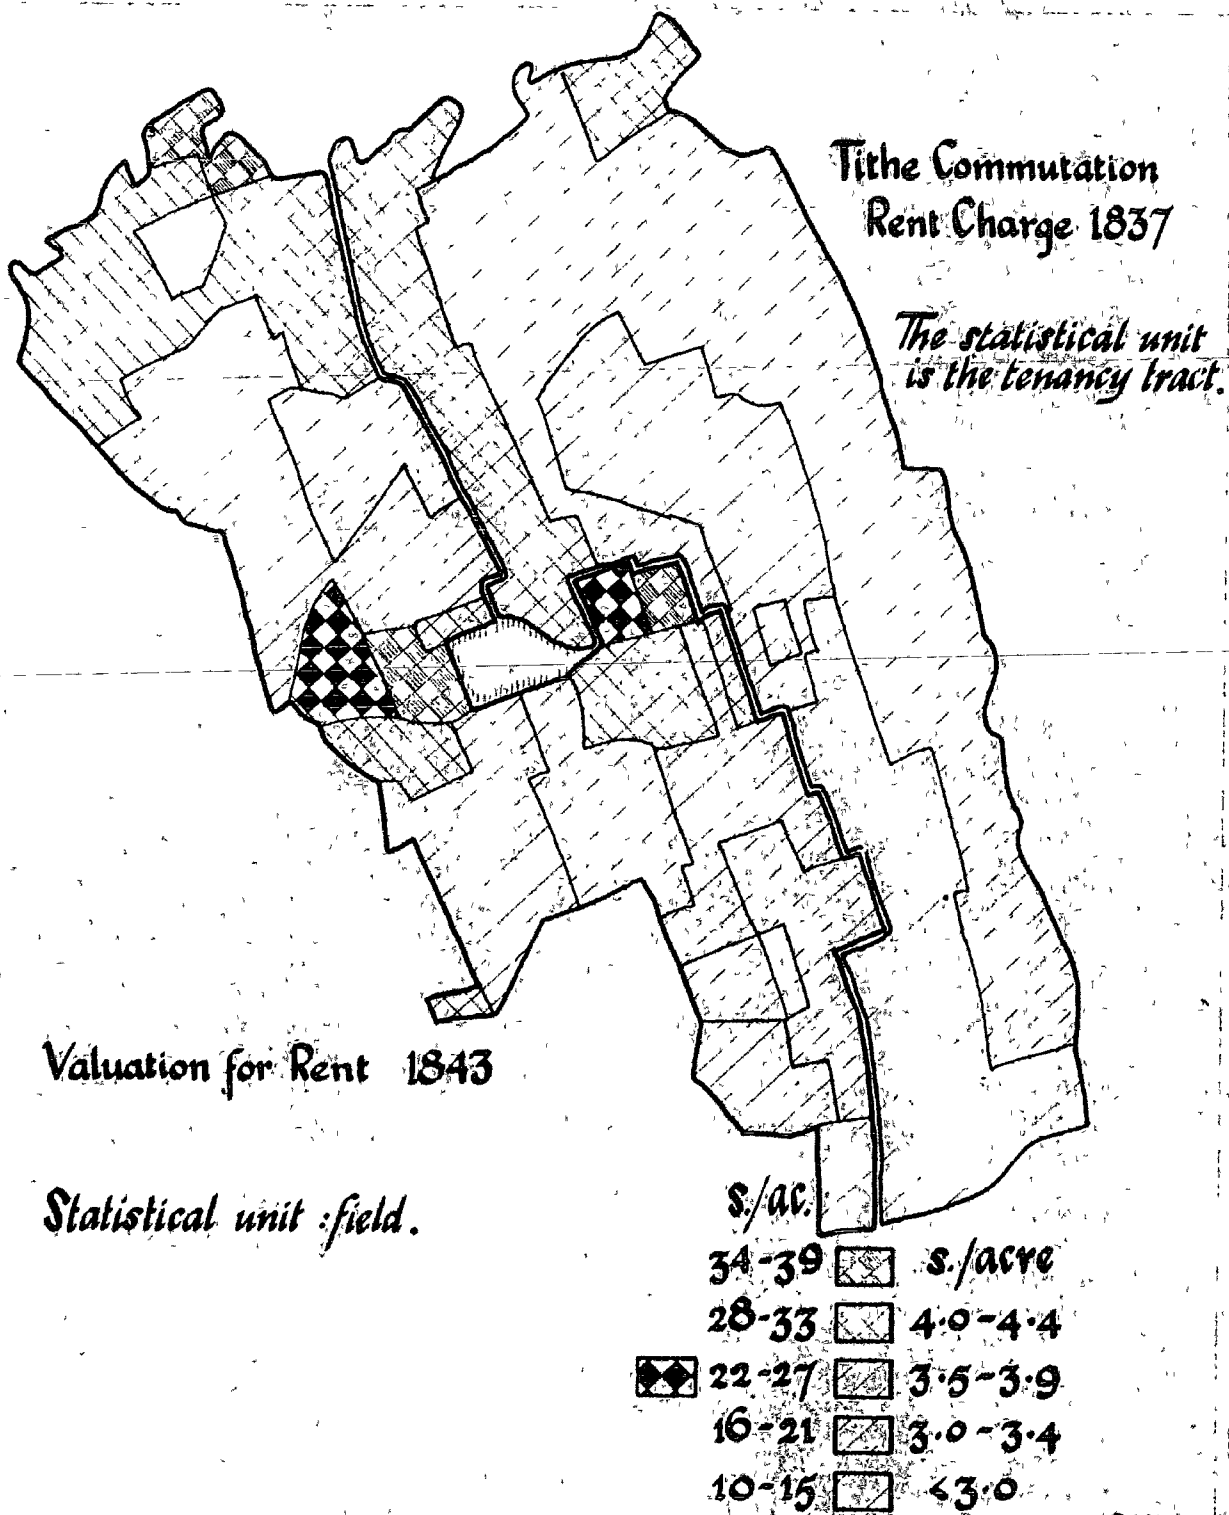 Tithe Commutation
Rent Charge 1837
The statistical unit
is the tenancy tract.
Valuation for Rent 1843
Statistical unit : field.
s./ac.
34-39 s./acre
28-33 4·0-4·4
22-27 3·5-3·9
16-21 3·0-3·4
10-15 <3·0